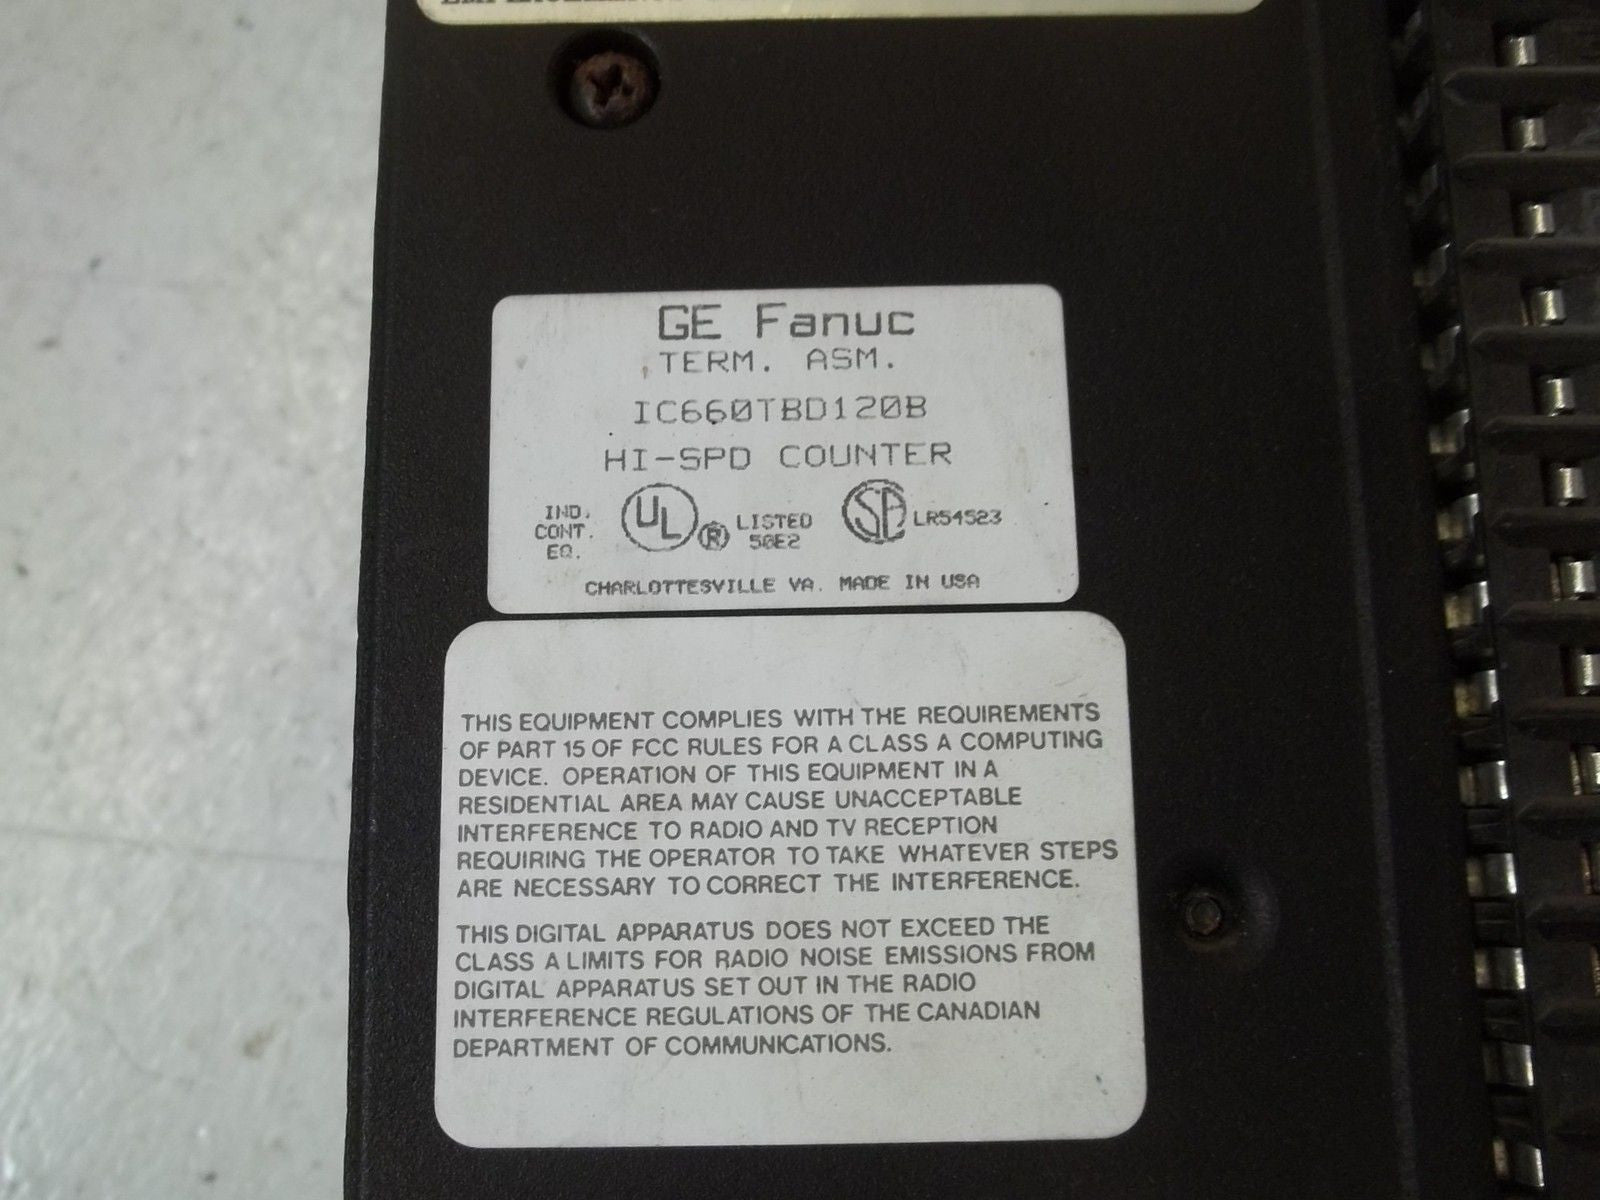 GE Fanuc
TERM. ASM.
IC660TBD120B
HI-SPD COUNTER
IND.
CONT.
EQ.
UL
®
LISTED
50E2
SA
LR54523
CHARLOTTESVILLE VA. MADE IN USA
THIS EQUIPMENT COMPLIES WITH THE REQUIREMENTS
OF PART 15 OF FCC RULES FOR A CLASS A COMPUTING
DEVICE. OPERATION OF THIS EQUIPMENT IN A
RESIDENTIAL AREA MAY CAUSE UNACCEPTABLE
INTERFERENCE TO RADIO AND TV RECEPTION
REQUIRING THE OPERATOR TO TAKE WHATEVER STEPS
ARE NECESSARY TO CORRECT THE INTERFERENCE.
THIS DIGITAL APPARATUS DOES NOT EXCEED THE
CLASS A LIMITS FOR RADIO NOISE EMISSIONS FROM
DIGITAL APPARATUS SET OUT IN THE RADIO
INTERFERENCE REGULATIONS OF THE CANADIAN
DEPARTMENT OF COMMUNICATIONS.